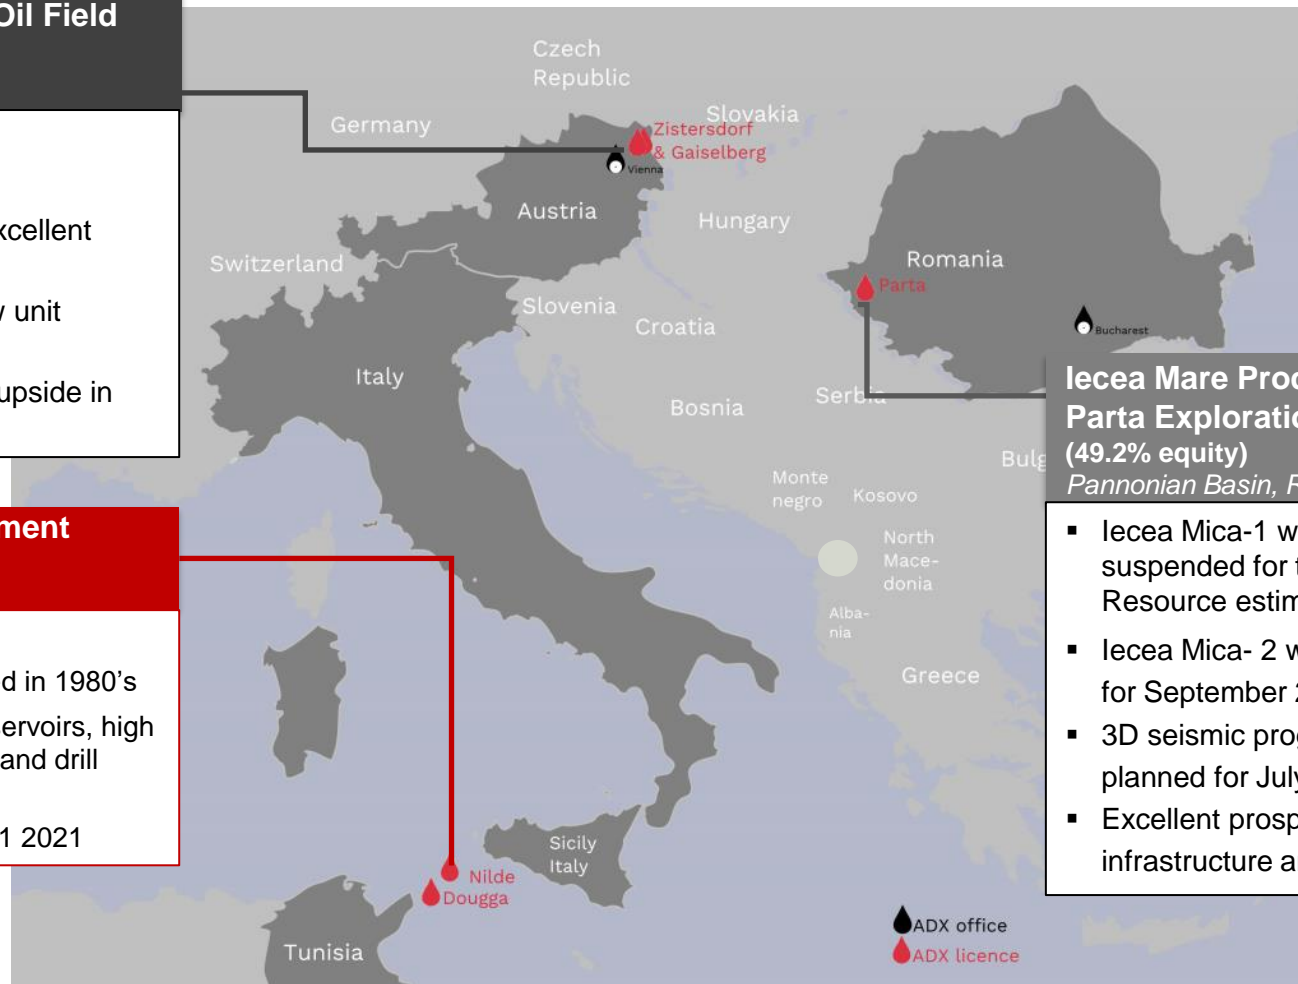 Oil Field
xcellent
unit
upside in
ment
d in 1980's
servoirs, high
and drill
1 2021
Czech
Republic
Germany
Slovakia
Zistersdorf
& Gaiselberg
Vienna
Austria
Hungary
Switzerland
Romania
Parta
Slovenia
Croatia
Bucharest
Italy
Bosnia
Serbia
Bulg
Monte
negro
Kosovo
North
Mace-
donia
Alba-
nia
Greece
Sicily
Italy
Nilde
Dougga
Tunisia
ADX office
ADX licence
Iecea Mare Prod
Parta Exploratio
(49.2% equity)
Pannonian Basin, R
▪ Iecea Mica-1 w
suspended for t
Resource estim
▪ Iecea Mica- 2 w
for September 2
▪ 3D seismic prog
planned for July
▪ Excellent prosp
infrastructure a